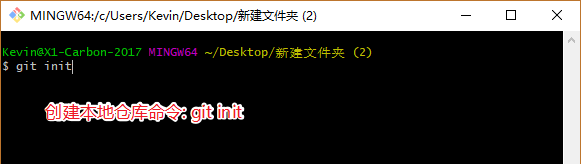 MINGW64:/c/Users/Kevin/Desktop/新建文件夹 (2)
Kevin@X1-Carbon-2017 MINGW64 ~/Desktop/新建文件夹 (2)
$ git init
创建本地仓库命令: git init